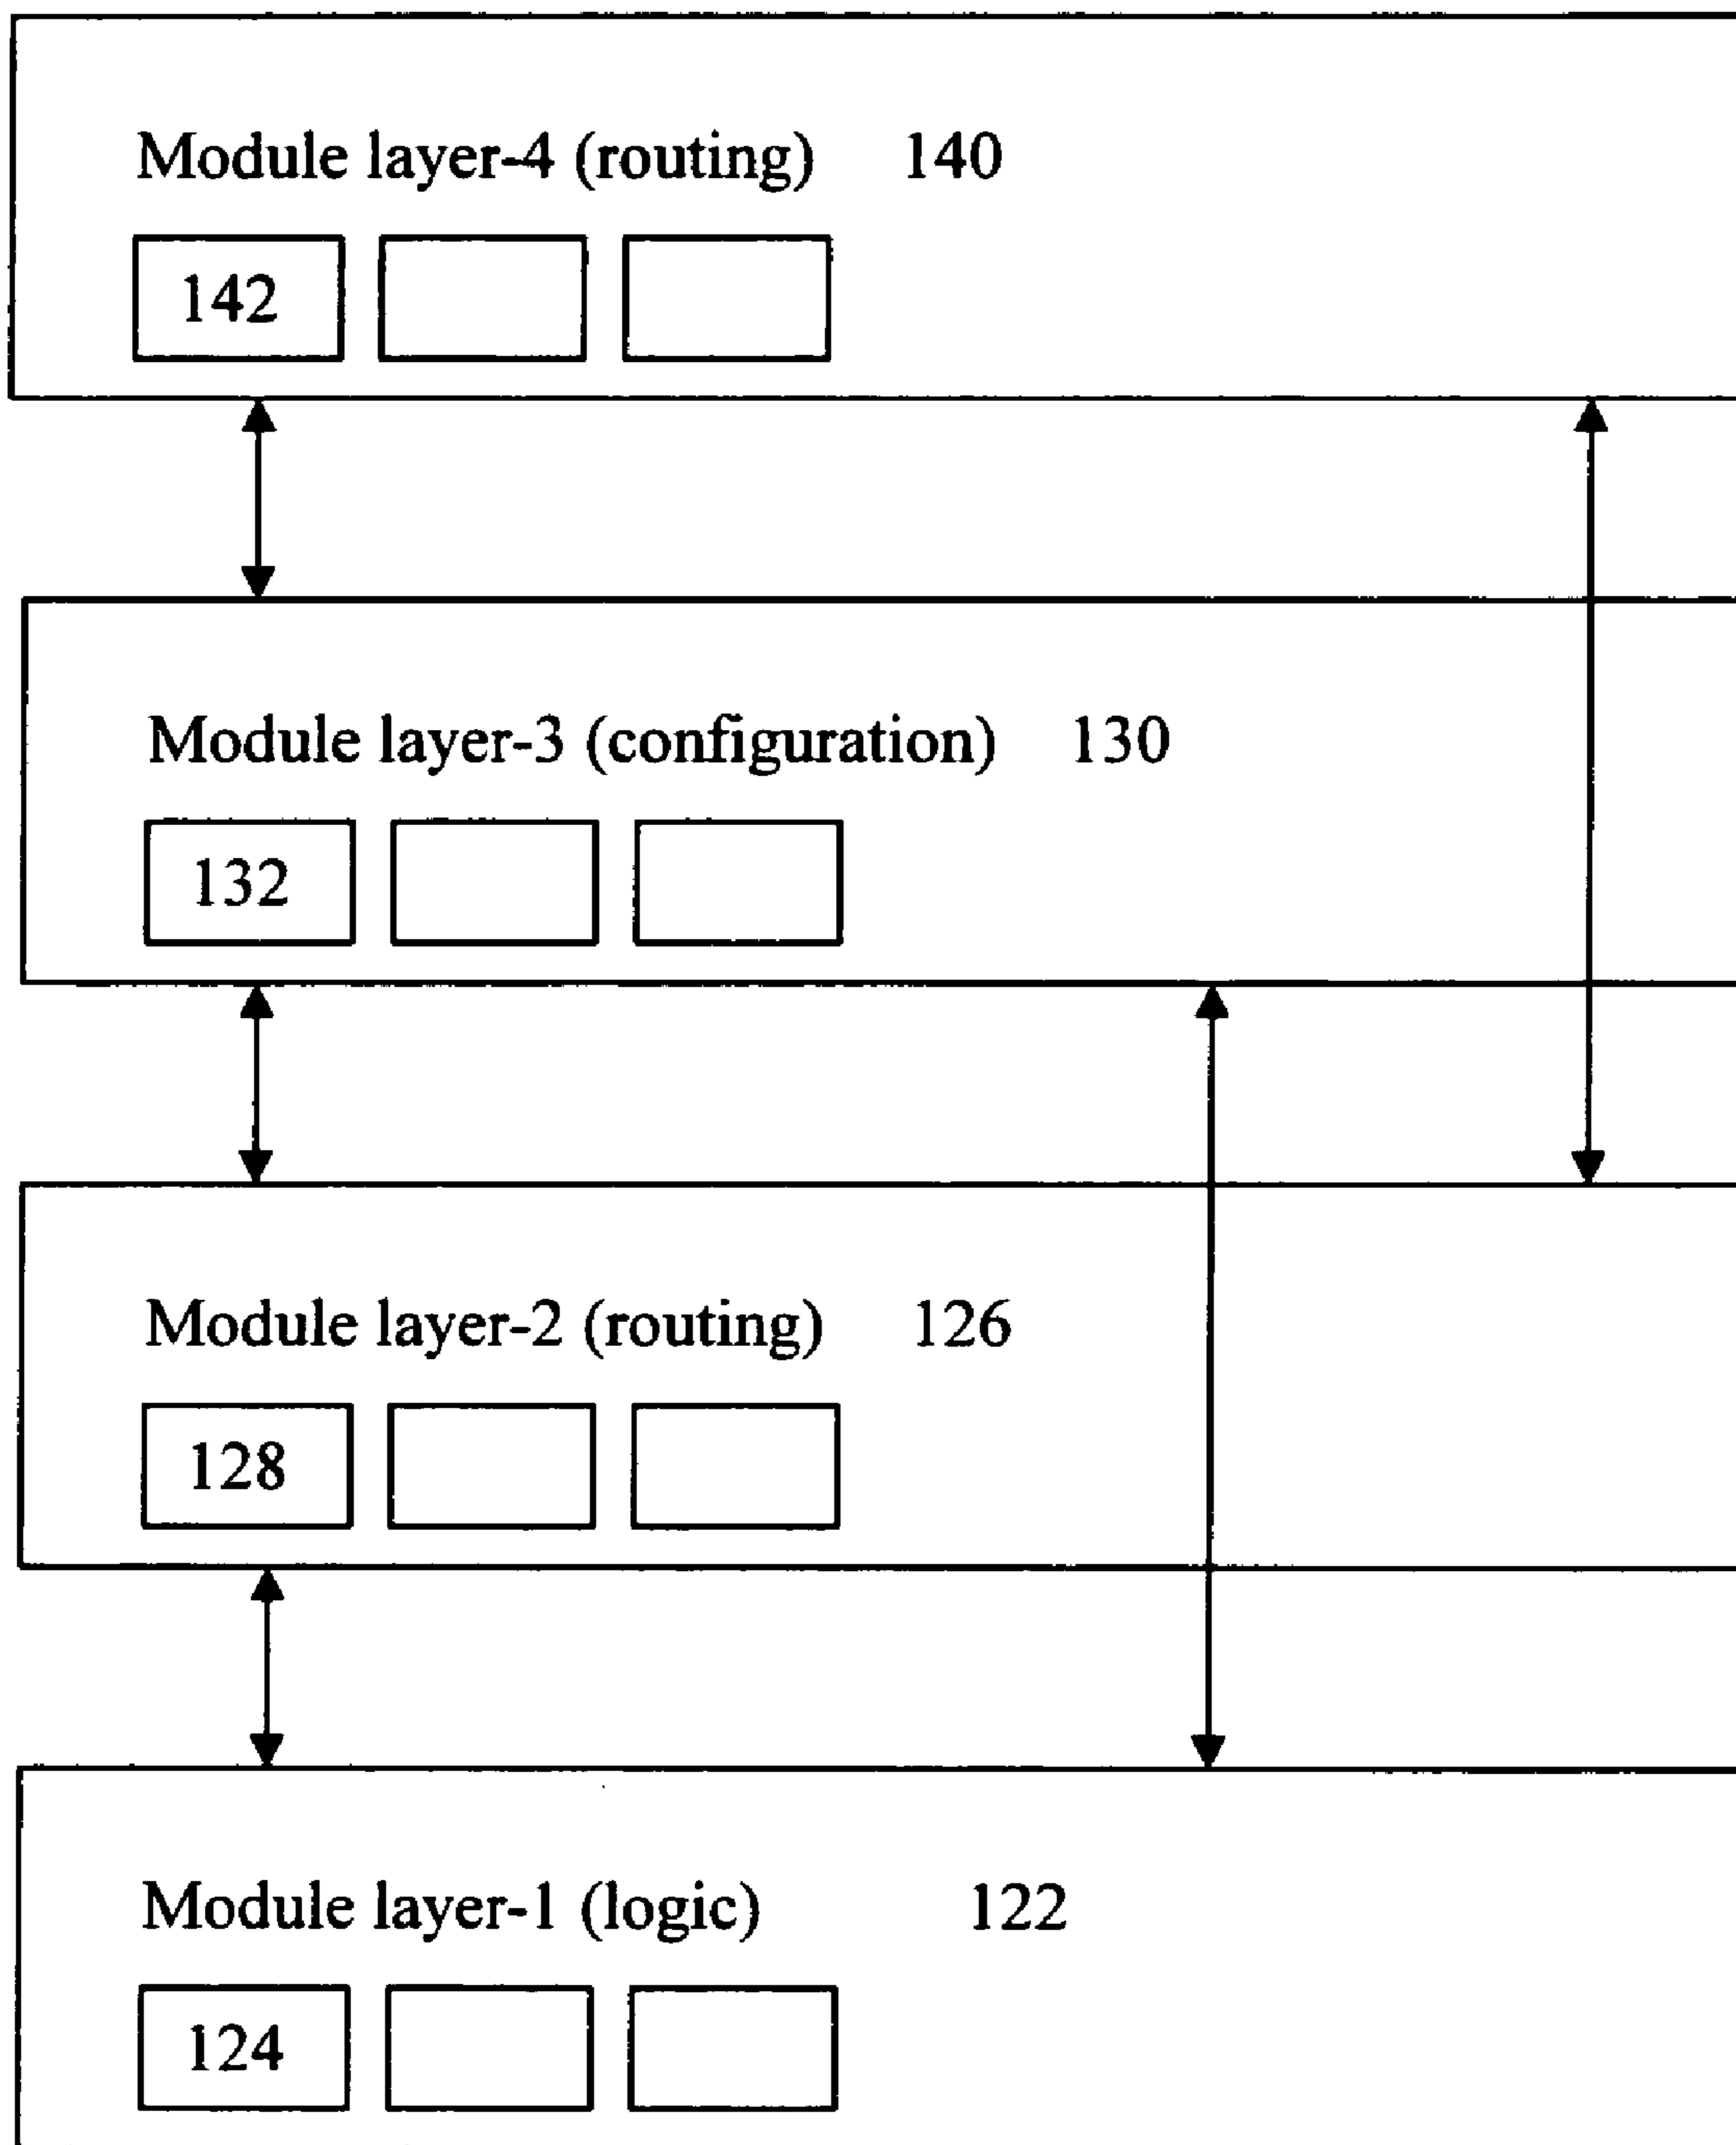 Module layer-4 (routing) 140
142
Module layer-3 (configuration) 130
132
Module layer-2 (routing) 126
128
Module layer-1 (logic) 122
124